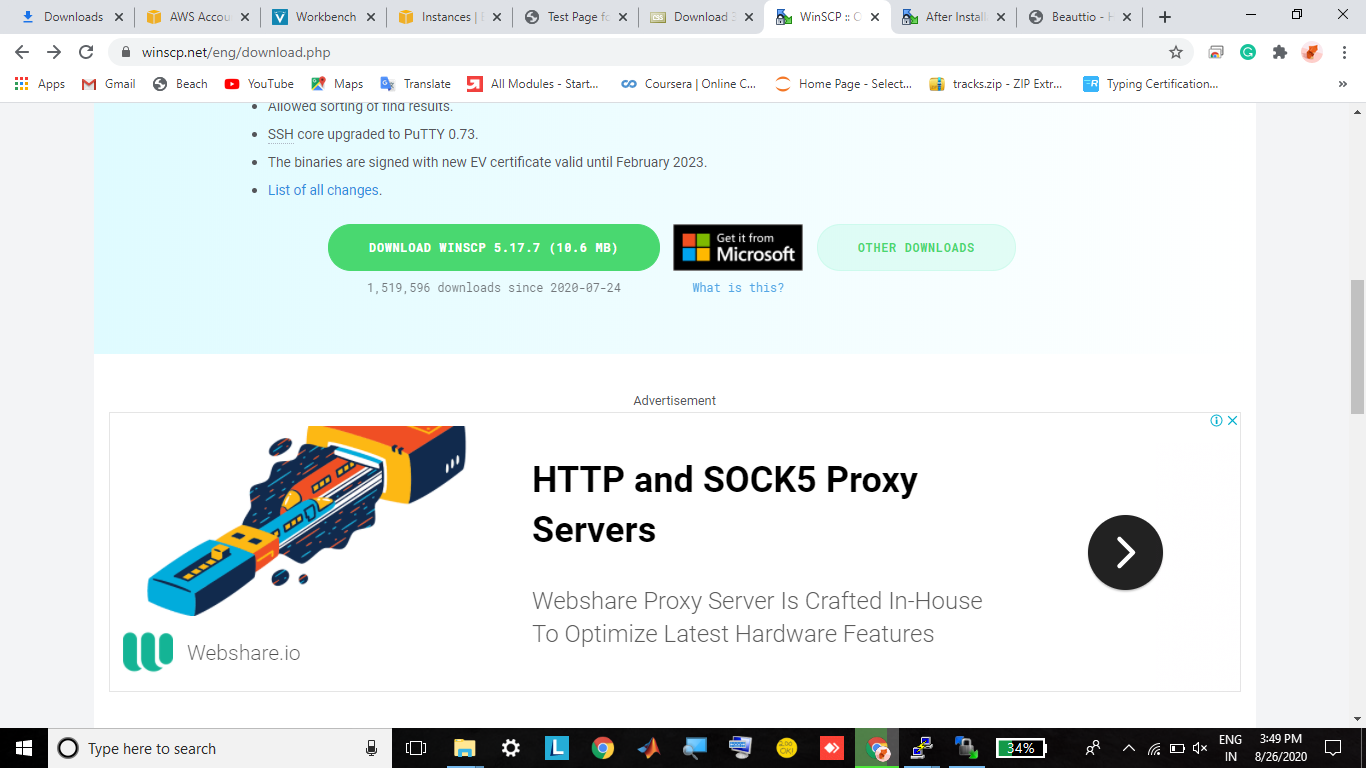 Downloads
AWS Accou
Workbench
Instances | E
Test Page fo
Download 3
WinSCP :: O
After Install
Beauttio - H
winscp.net/eng/download.php
Apps
Gmail
Beach
YouTube
Maps
Translate
All Modules - Start...
Coursera | Online C...
Home Page - Select...
tracks.zip - ZIP Extr...
Typing Certification...
Allowed sorting of find results.
SSH core upgraded to PuTTY 0.73.
The binaries are signed with new EV certificate valid until February 2023.
List of all changes.
DOWNLOAD WINSCP 5.17.7 (10.6 MB)
Get it from
Microsoft
OTHER DOWNLOADS
1,519,596 downloads since 2020-07-24
What is this?
Advertisement
HTTP and SOCK5 Proxy
Servers
Webshare Proxy Server Is Crafted In-House
To Optimize Latest Hardware Features
Webshare.io
Type here to search
34%
ENG
IN
3:49 PM
8/26/2020